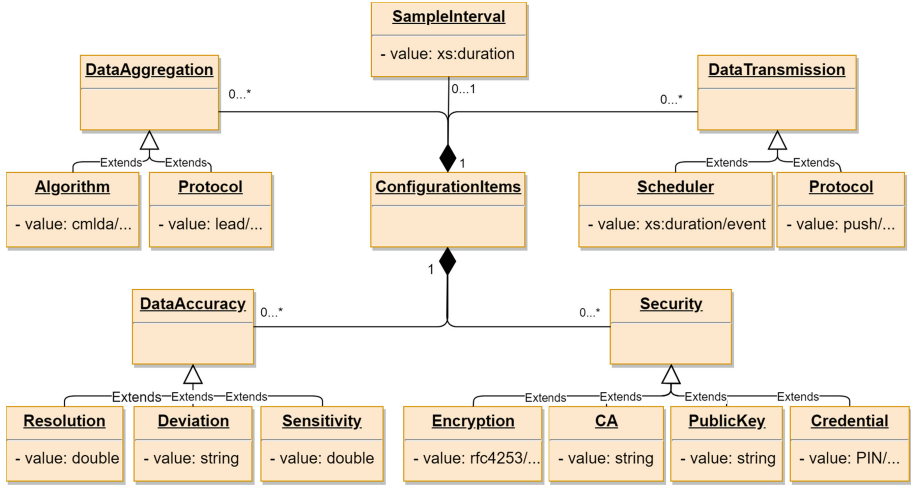 SampleInterval
- value: xs:duration
DataAggregation
DataTransmission
0...*
0...1
0...*
1
Extends
Extends
Extends
Extends
Algorithm
- value: cmlda/...
Protocol
- value: lead/...
ConfigurationItems
Scheduler
- value: xs:duration/event
Protocol
- value: push/...
1
DataAccuracy
0...*
0...*
Security
Extends
Extends
Extends
Extends
Extends
Extends
Extends
Resolution
- value: double
Deviation
- value: string
Sensitivity
- value: double
Encryption
- value: rfc4253/...
CA
- value: string
PublicKey
- value: string
Credential
- value: PIN/...